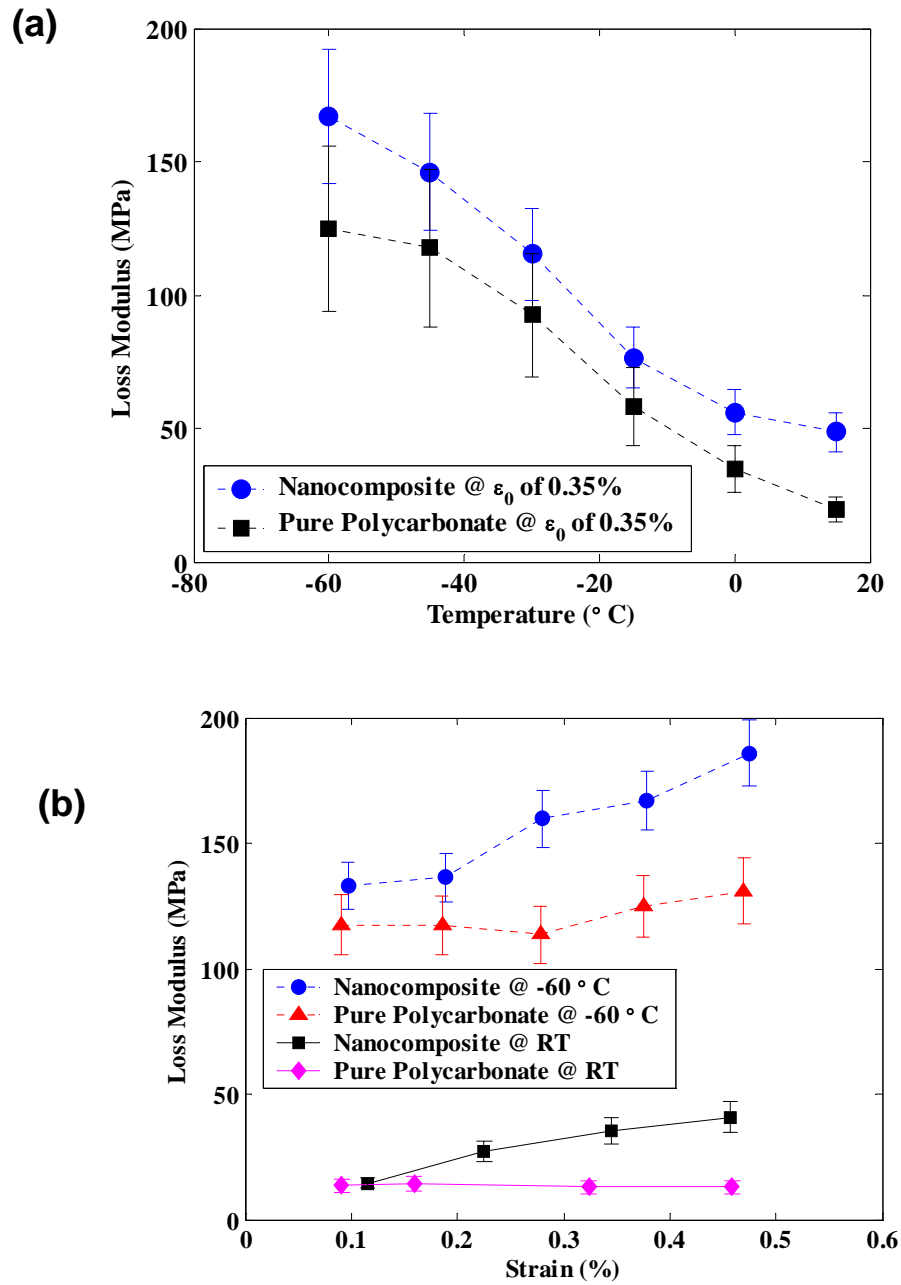 (a)
200
150
100
50
0
Loss Modulus (MPa)
Nanocomposite @ ε0 of 0.35%
Pure Polycarbonate @ ε0 of 0.35%
-80 -60 -40 -20 0 20
Temperature (° C)
(b)
200
150
100
50
0
Loss Modulus (MPa)
Nanocomposite @ -60 ° C
Pure Polycarbonate @ -60 ° C
Nanocomposite @ RT
Pure Polycarbonate @ RT
0 0.1 0.2 0.3 0.4 0.5 0.6
Strain (%)